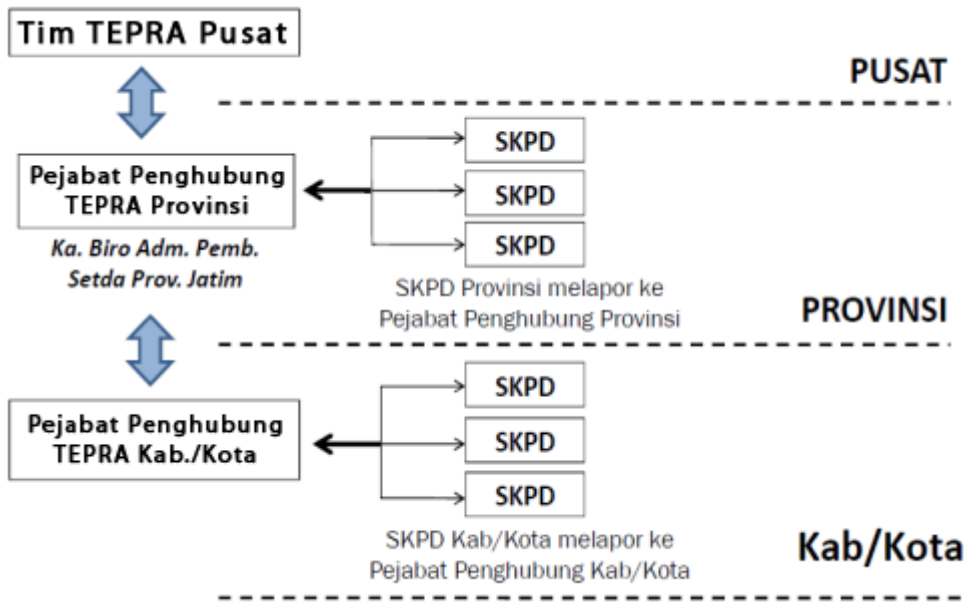 Tim TEPRA Pusat
PUSAT
SKPD
Pejabat Penghubung
TEPRA Provinsi
SKPD
SKPD
Ka. Biro Adm. Pemb.
Setda Prov. Jatim
SKPD Provinsi melapor ke
Pejabat Penghubung Provinsi
PROVINSI
SKPD
Pejabat Penghubung
TEPRA Kab./Kota
SKPD
SKPD
SKPD Kab/Kota melapor ke
Pejabat Penghubung Kab/Kota
Kab/Kota